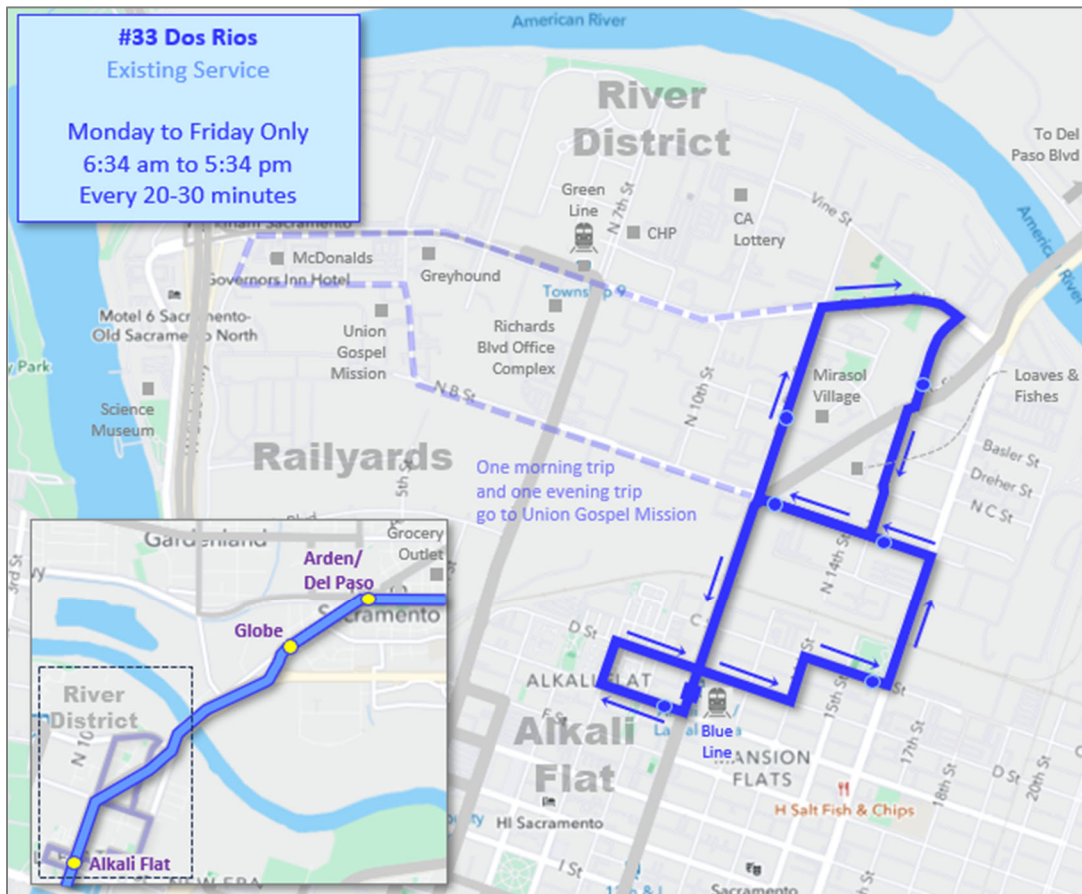 #33 Dos Rios
Existing Service
Monday to Friday Only
6:34 am to 5:34 pm
Every 20-30 minutes
American River
River
District
To Del
Paso Blvd
American River
Green
Line
N 7th St
CHP
CA
Lottery
Vine St
Sacramento
McDonalds
Governors Inn Hotel
Greyhound
Township 9
Motel 6 Sacramento-
Old Sacramento North
Union
Gospel
Mission
Richards
Blvd Office
Complex
N 10th St
Mirasol
Village
Loaves &
Fishes
Science
Museum
N B St
Railyards
5th St
One morning trip
and one evening trip
go to Union Gospel Mission
Basler St
Dreher St
N C St
N 14th St
Grocery
Outlet
3rd St
Gardenland
Arden/
Del Paso
Sacramento
Globe
River
District
N 10
Alkali Flat
D St
C S
ALKALI FLAT
F St
Alkali
Flat
Blue
Line
MANSION
FLATS
15th St
17th St
18th St
D St
20th St
H Salt Fish & Chips
HI Sacramento
I St
Sacramento